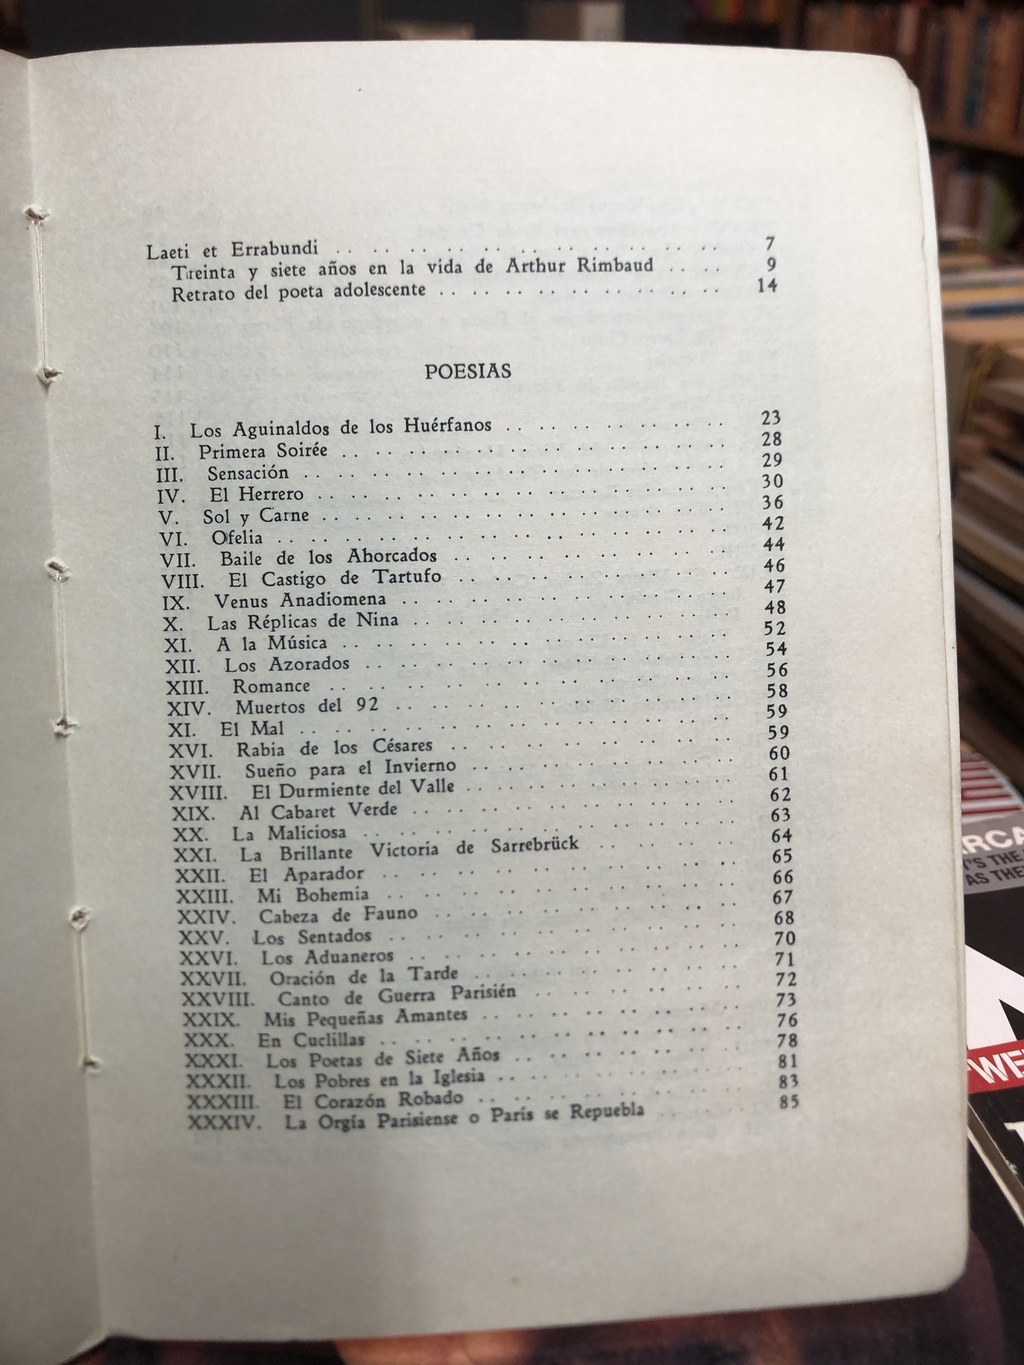 Laeti et Errabundi . . . . . . . . . . . . . . . . . . . . 7
Treinta y siete años en la vida de Arthur Rimbaud . . . . 9
Retrato del poeta adolescente . . . . . . . . . . . . . . . 14
POESIAS
I. Los Aguinaldos de los Huérfanos . . . . . . . . . . . . 23
II. Primera Soirée . . . . . . . . . . . . . . . . . . . . 28
III. Sensación . . . . . . . . . . . . . . . . . . . . . . 29
IV. El Herrero . . . . . . . . . . . . . . . . . . . . . . 30
V. Sol y Carne . . . . . . . . . . . . . . . . . . . . . . 36
VI. Ofelia . . . . . . . . . . . . . . . . . . . . . . . . 42
VII. Baile de los Ahorcados . . . . . . . . . . . . . . . . 44
VIII. El Castigo de Tartufo . . . . . . . . . . . . . . . . 46
IX. Venus Anadiomena . . . . . . . . . . . . . . . . . . . 47
X. Las Réplicas de Nina . . . . . . . . . . . . . . . . . . 48
XI. A la Música . . . . . . . . . . . . . . . . . . . . . . 52
XII. Los Azorados . . . . . . . . . . . . . . . . . . . . . 54
XIII. Romance . . . . . . . . . . . . . . . . . . . . . . . 56
XIV. Muertos del 92 . . . . . . . . . . . . . . . . . . . . 58
XI. El Mal . . . . . . . . . . . . . . . . . . . . . . . . 59
XVI. Rabia de los Césares . . . . . . . . . . . . . . . . . 59
XVII. Sueño para el Invierno . . . . . . . . . . . . . . . 60
XVIII. El Durmiente del Valle . . . . . . . . . . . . . . . 61
XIX. Al Cabaret Verde . . . . . . . . . . . . . . . . . . . 62
XX. La Maliciosa . . . . . . . . . . . . . . . . . . . . . 63
XXI. La Brillante Victoria de Sarrebrück . . . . . . . . . 64
XXII. El Aparador . . . . . . . . . . . . . . . . . . . . . 65
XXIII. Mi Bohemia . . . . . . . . . . . . . . . . . . . . . 66
XXIV. Cabeza de Fauno . . . . . . . . . . . . . . . . . . . 67
XXV. Los Sentados . . . . . . . . . . . . . . . . . . . . . 68
XXVI. Los Aduaneros . . . . . . . . . . . . . . . . . . . . 70
XXVII. Oración de la Tarde . . . . . . . . . . . . . . . . 71
XXVIII. Canto de Guerra Parisién . . . . . . . . . . . . . 72
XXIX. Mis Pequeñas Amantes . . . . . . . . . . . . . . . . 73
XXX. En Cuclillas . . . . . . . . . . . . . . . . . . . . . 76
XXXI. Los Poetas de Siete Años . . . . . . . . . . . . . . 78
XXXII. Los Pobres en la Iglesia . . . . . . . . . . . . . . 81
XXXIII. El Corazón Robado . . . . . . . . . . . . . . . . . 83
XXXIV. La Orgía Parisiense o París se Repuebla . . . . . . 85
AS THE